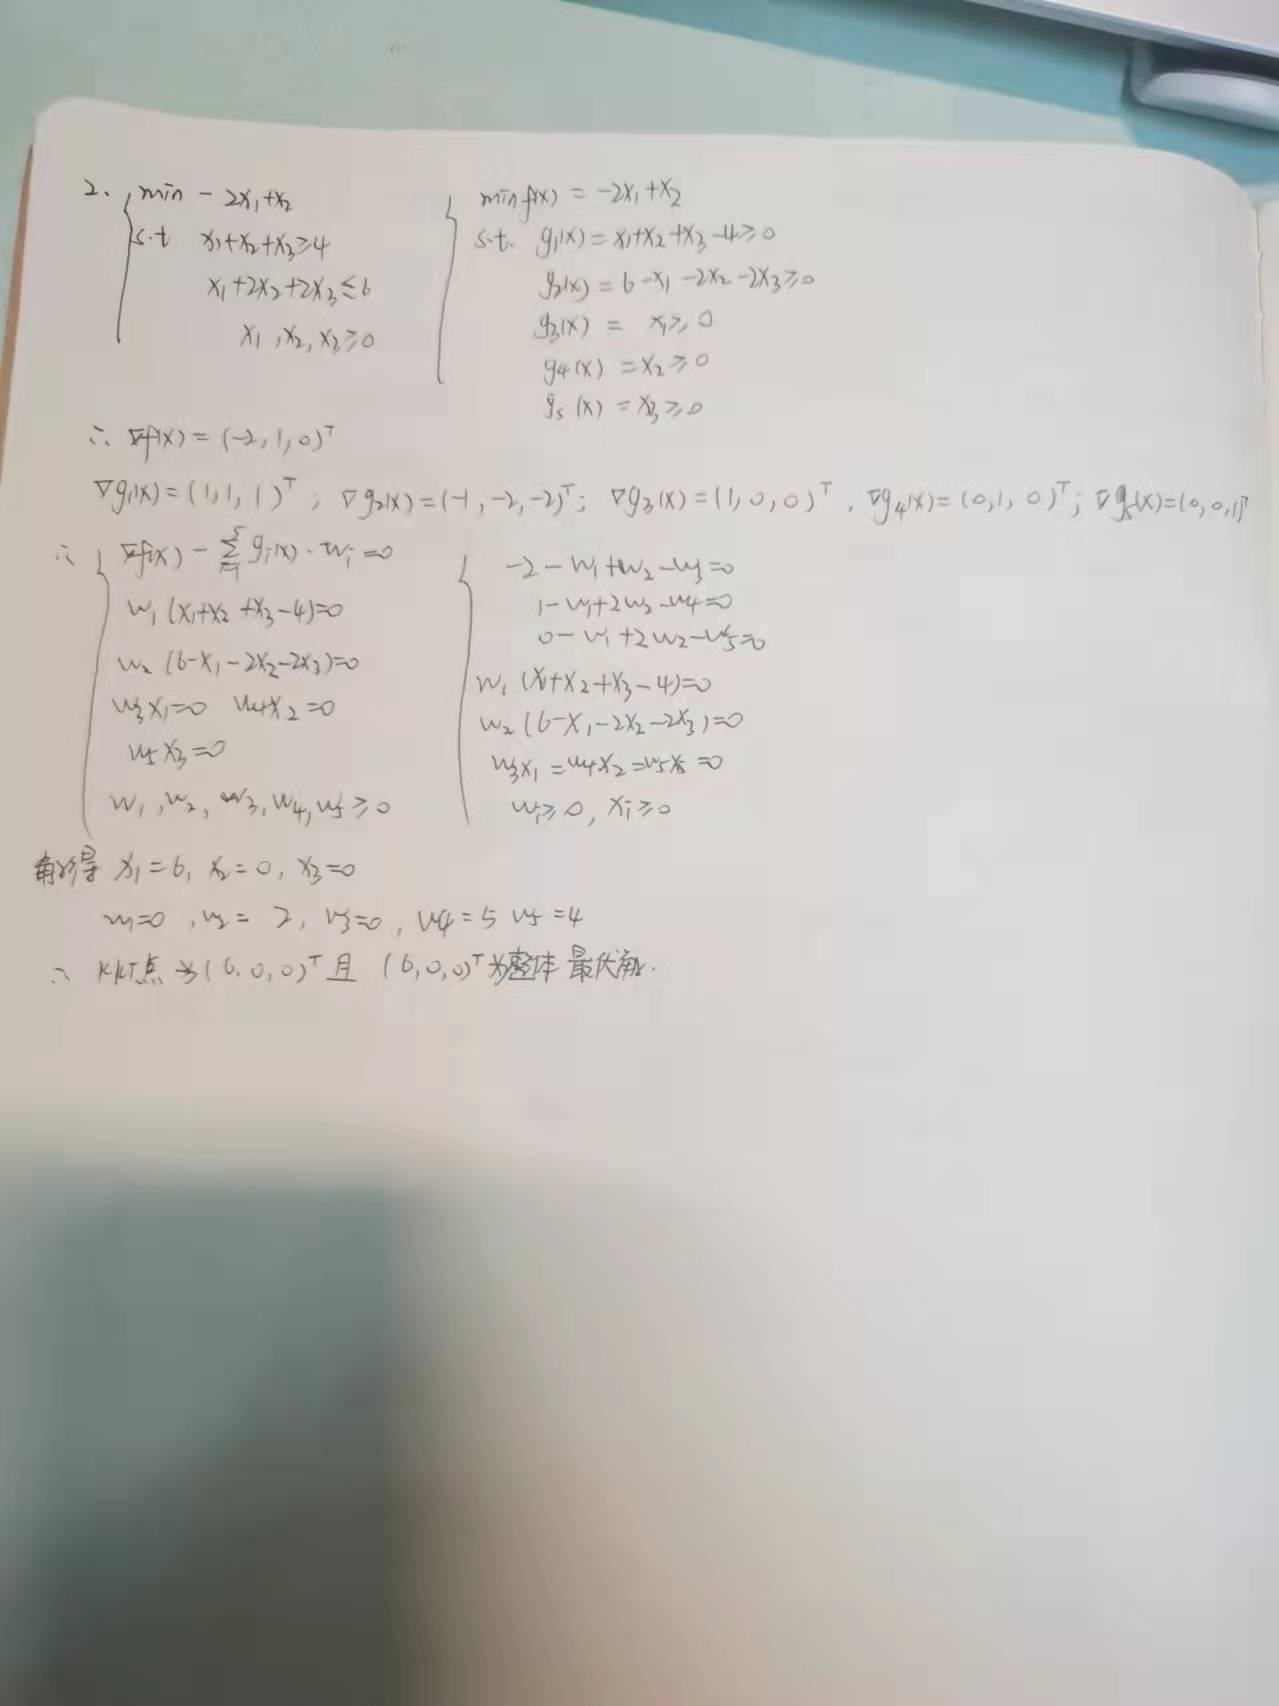 2. min - 2x₁+x₂
s.t x₁+x₂+x₃≥4
x₁+2x₂+2x₃≤6
x₁,x₂,x₃≥0
min f(x) = -2x₁+x₂
s.t. g₁(x) = x₁+x₂+x₃-4≥0
g₂(x) = 6-x₁-2x₂-2x₃≥0
g₃(x) = x₁≥0
g₄(x) = x₂≥0
g₅(x) = x₃≥0
∴ ∇f(x) = (-2,1,0)ᵀ
∇g₁(x) = (1,1,1)ᵀ; ∇g₂(x) = (-1,-2,-2)ᵀ; ∇g₃(x) = (1,0,0)ᵀ, ∇g₄(x) = (0,1,0)ᵀ; ∇g₅(x)=(0,0,1)ᵀ
∴ ∇f(x) - ∑⁵ᵢ₌₁ gᵢ(x)·wᵢ=0
w₁(x₁+x₂+x₃-4)=0
w₂(6-x₁-2x₂-2x₃)=0
w₃x₁=0 w₄x₂=0
w₅x₃=0
w₁,w₂,w₃,w₄,w₅≥0
-2-w₁+w₂-w₃=0
1-w₁+2w₂-w₄=0
0-w₁+2w₂-w₅=0
w₁(x₁+x₂+x₃-4)=0
w₂(6-x₁-2x₂-2x₃)=0
w₃x₁=w₄x₂=w₅x₃=0
wᵢ≥0, xᵢ≥0
解得 x₁=6, x₂=0, x₃=0
w₁=0, w₂=2, w₃=0, w₄=5 w₅=4
∴ KKT点为(6,0,0)ᵀ且 (6,0,0)ᵀ为整体最优解.